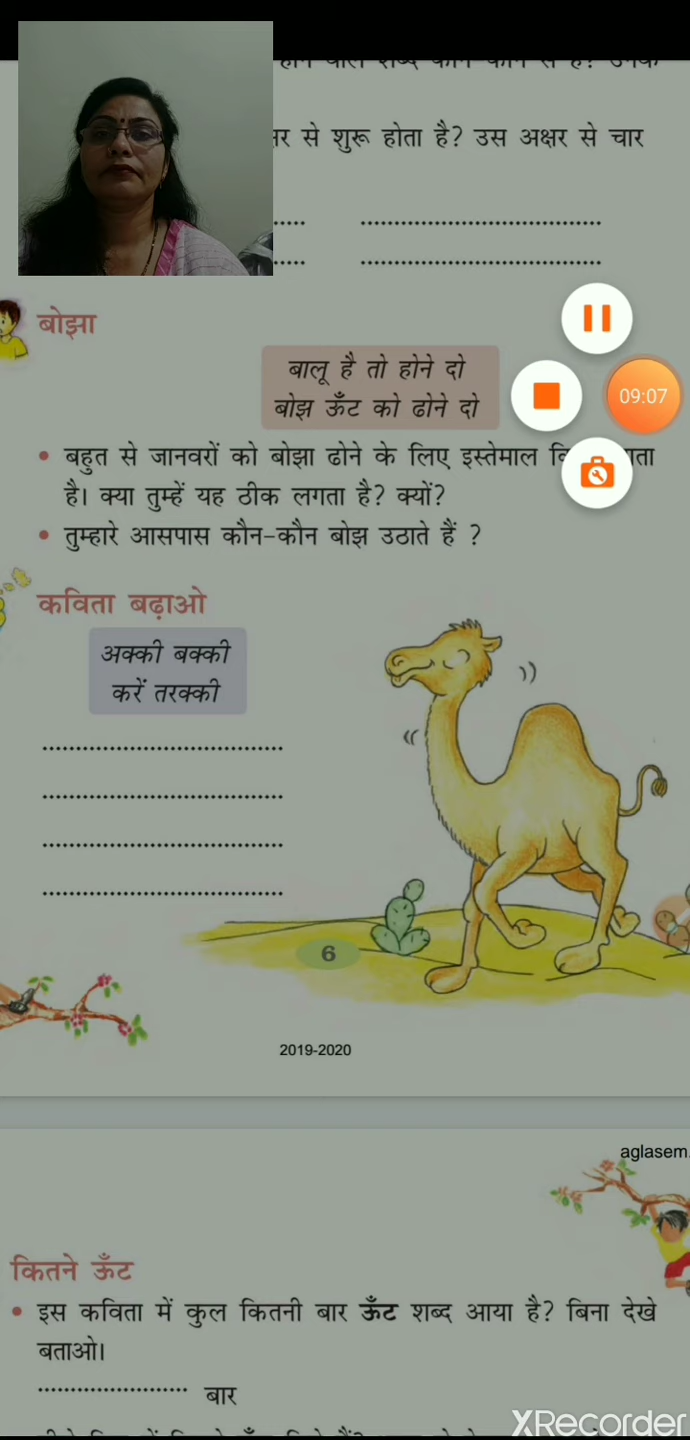 र से शुरू होता है? उस अक्षर से चार
बोझा
बालू है तो होने दो
बोझ ऊँट को ढोने दो
09:07
• बहुत से जानवरों को बोझा ढोने के लिए इस्तेमाल
है। क्या तुम्हें यह ठीक लगता है? क्यों?
• तुम्हारे आसपास कौन-कौन बोझ उठाते हैं ?
कविता बढ़ाओ
अक्की बक्की
करें तरक्की
6
2019-2020
aglasem.
कितने ऊँट
• इस कविता में कुल कितनी बार ऊँट शब्द आया है? बिना देखे
बताओ।
....................... बार
XRecorder